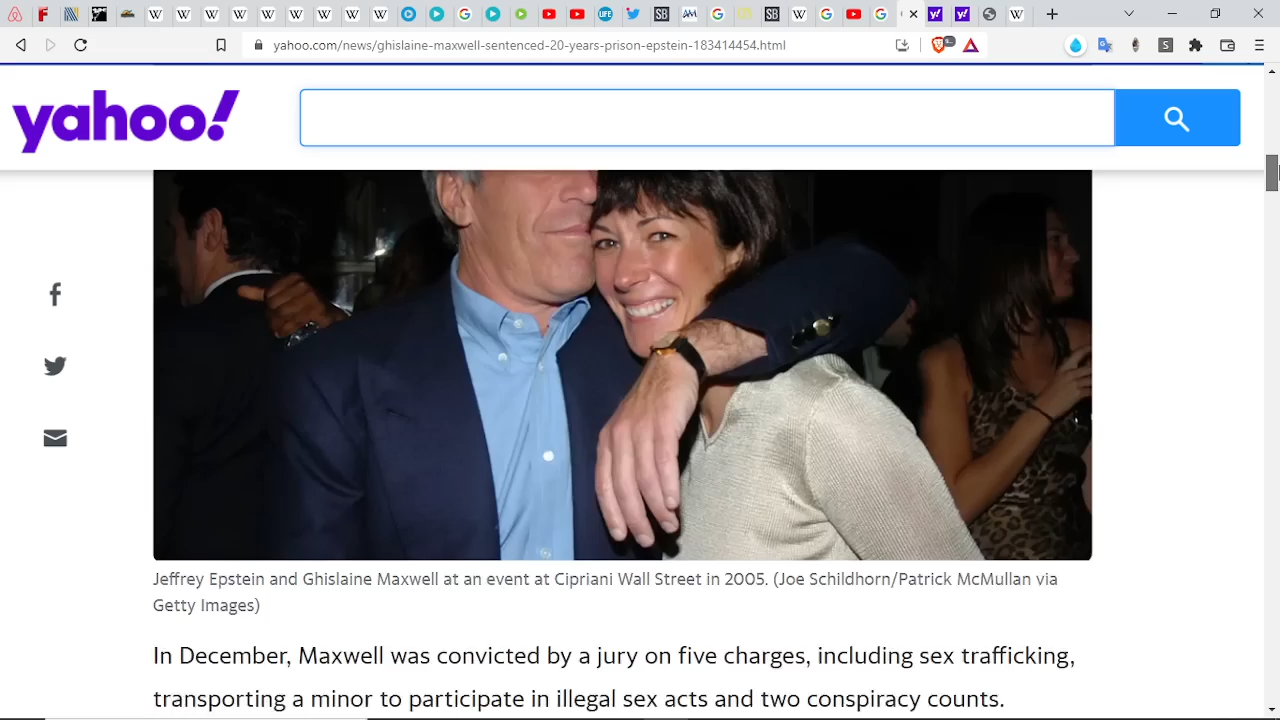 yahoo.com/news/ghislaine-maxwell-sentenced-20-years-prison-epstein-183414454.html
yahoo!
Jeffrey Epstein and Ghislaine Maxwell at an event at Cipriani Wall Street in 2005. (Joe Schildhorn/Patrick McMullan via
Getty Images)
In December, Maxwell was convicted by a jury on five charges, including sex trafficking,
transporting a minor to participate in illegal sex acts and two conspiracy counts.